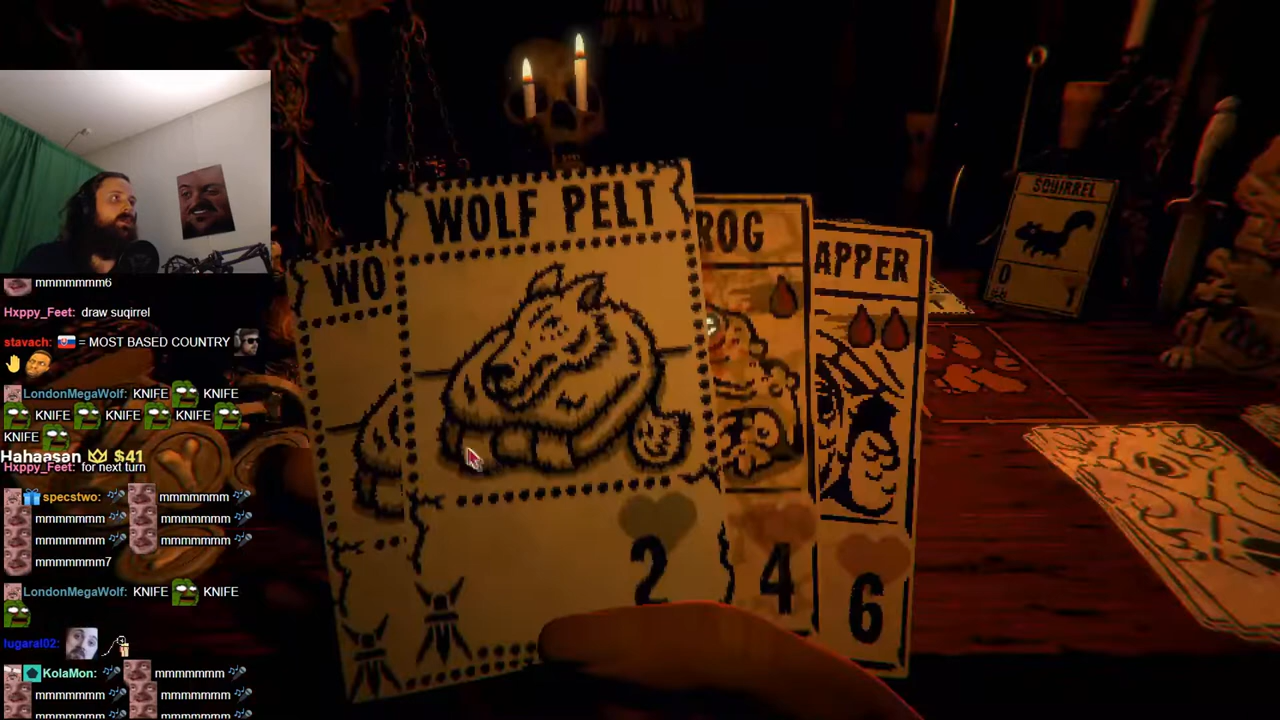 mmmmmmm6
Hxppy_Feet: draw suqirrel
stavach: = MOST BASED COUNTRY
LondonMegaWolf: KNIFE KNIFE
KNIFE KNIFE KNIFE
KNIFE
Hahaasan $41
Hxppy_Feet: for next turn
specstwo: mmmmmmm
mmmmmmm mmmmmmm
mmmmmmm mmmmmmm
mmmmmmm7
LondonMegaWolf: KNIFE KNIFE
lugaral02:
KolaMon: mmmmmmm
mmmmmmm mmmmmmm
mmmmmmm mmmmmmm
WO
WOLF PELT
2
ROG
4
APPER
6
SQUIRREL
0
1